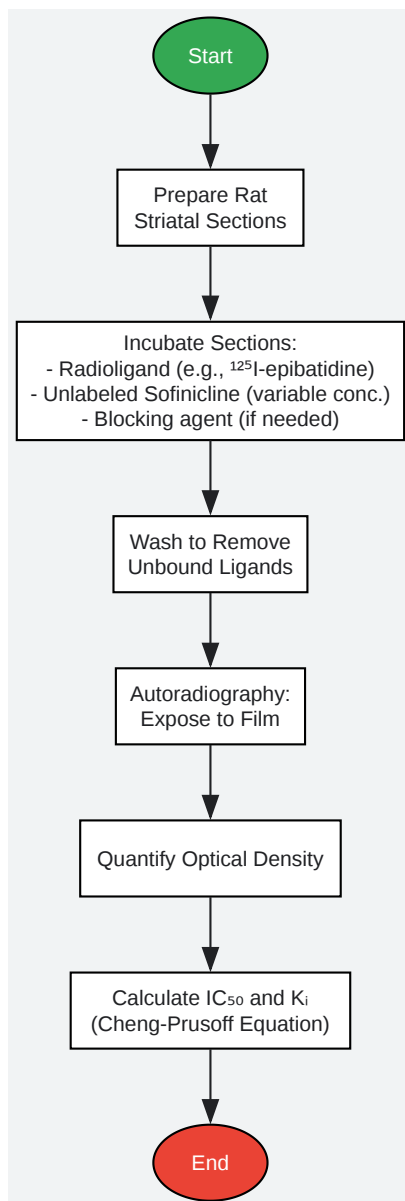 Start
Prepare Rat
Striatal Sections
Incubate Sections:
- Radioligand (e.g., ¹²⁵I-epibatidine)
- Unlabeled Sofinicline (variable conc.)
- Blocking agent (if needed)
Wash to Remove
Unbound Ligands
Autoradiography:
Expose to Film
Quantify Optical Density
Calculate IC₅₀ and Kᵢ
(Cheng-Prusoff Equation)
End